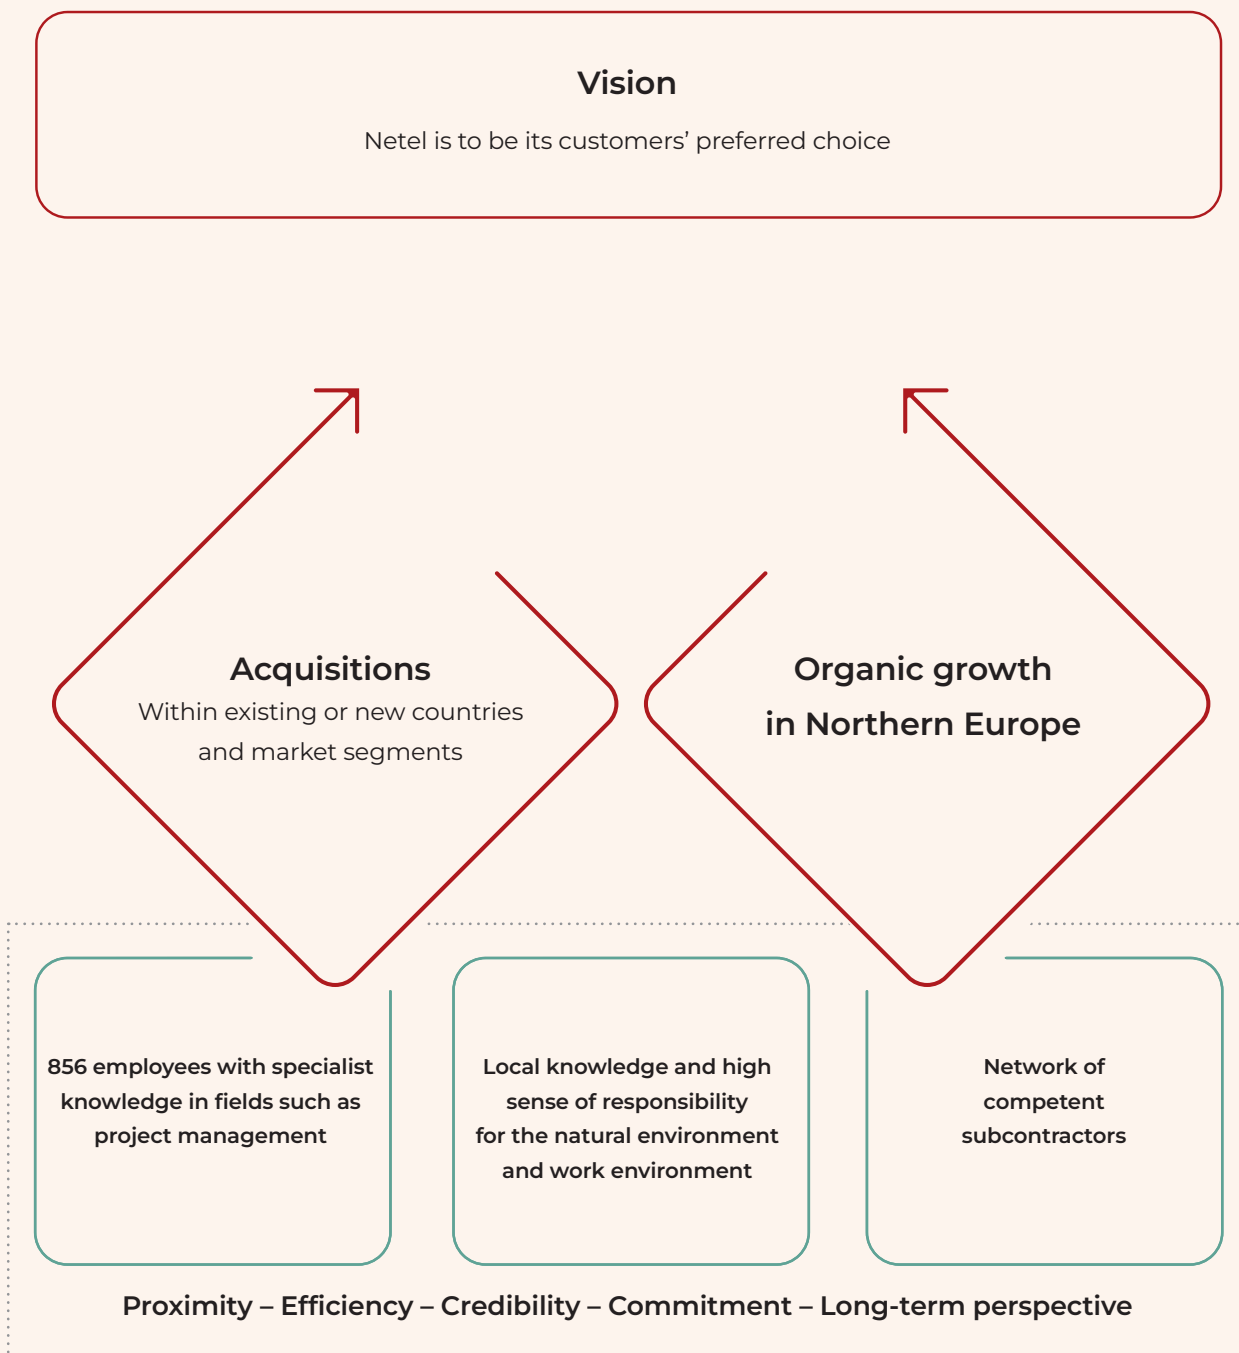 Vision
Netel is to be its customers’ preferred choice
Acquisitions
Within existing or new countries
and market segments
Organic growth
in Northern Europe
856 employees with specialist
knowledge in fields such as
project management
Local knowledge and high
sense of responsibility
for the natural environment
and work environment
Network of
competent
subcontractors
Proximity – Efficiency – Credibility – Commitment – Long-term perspective